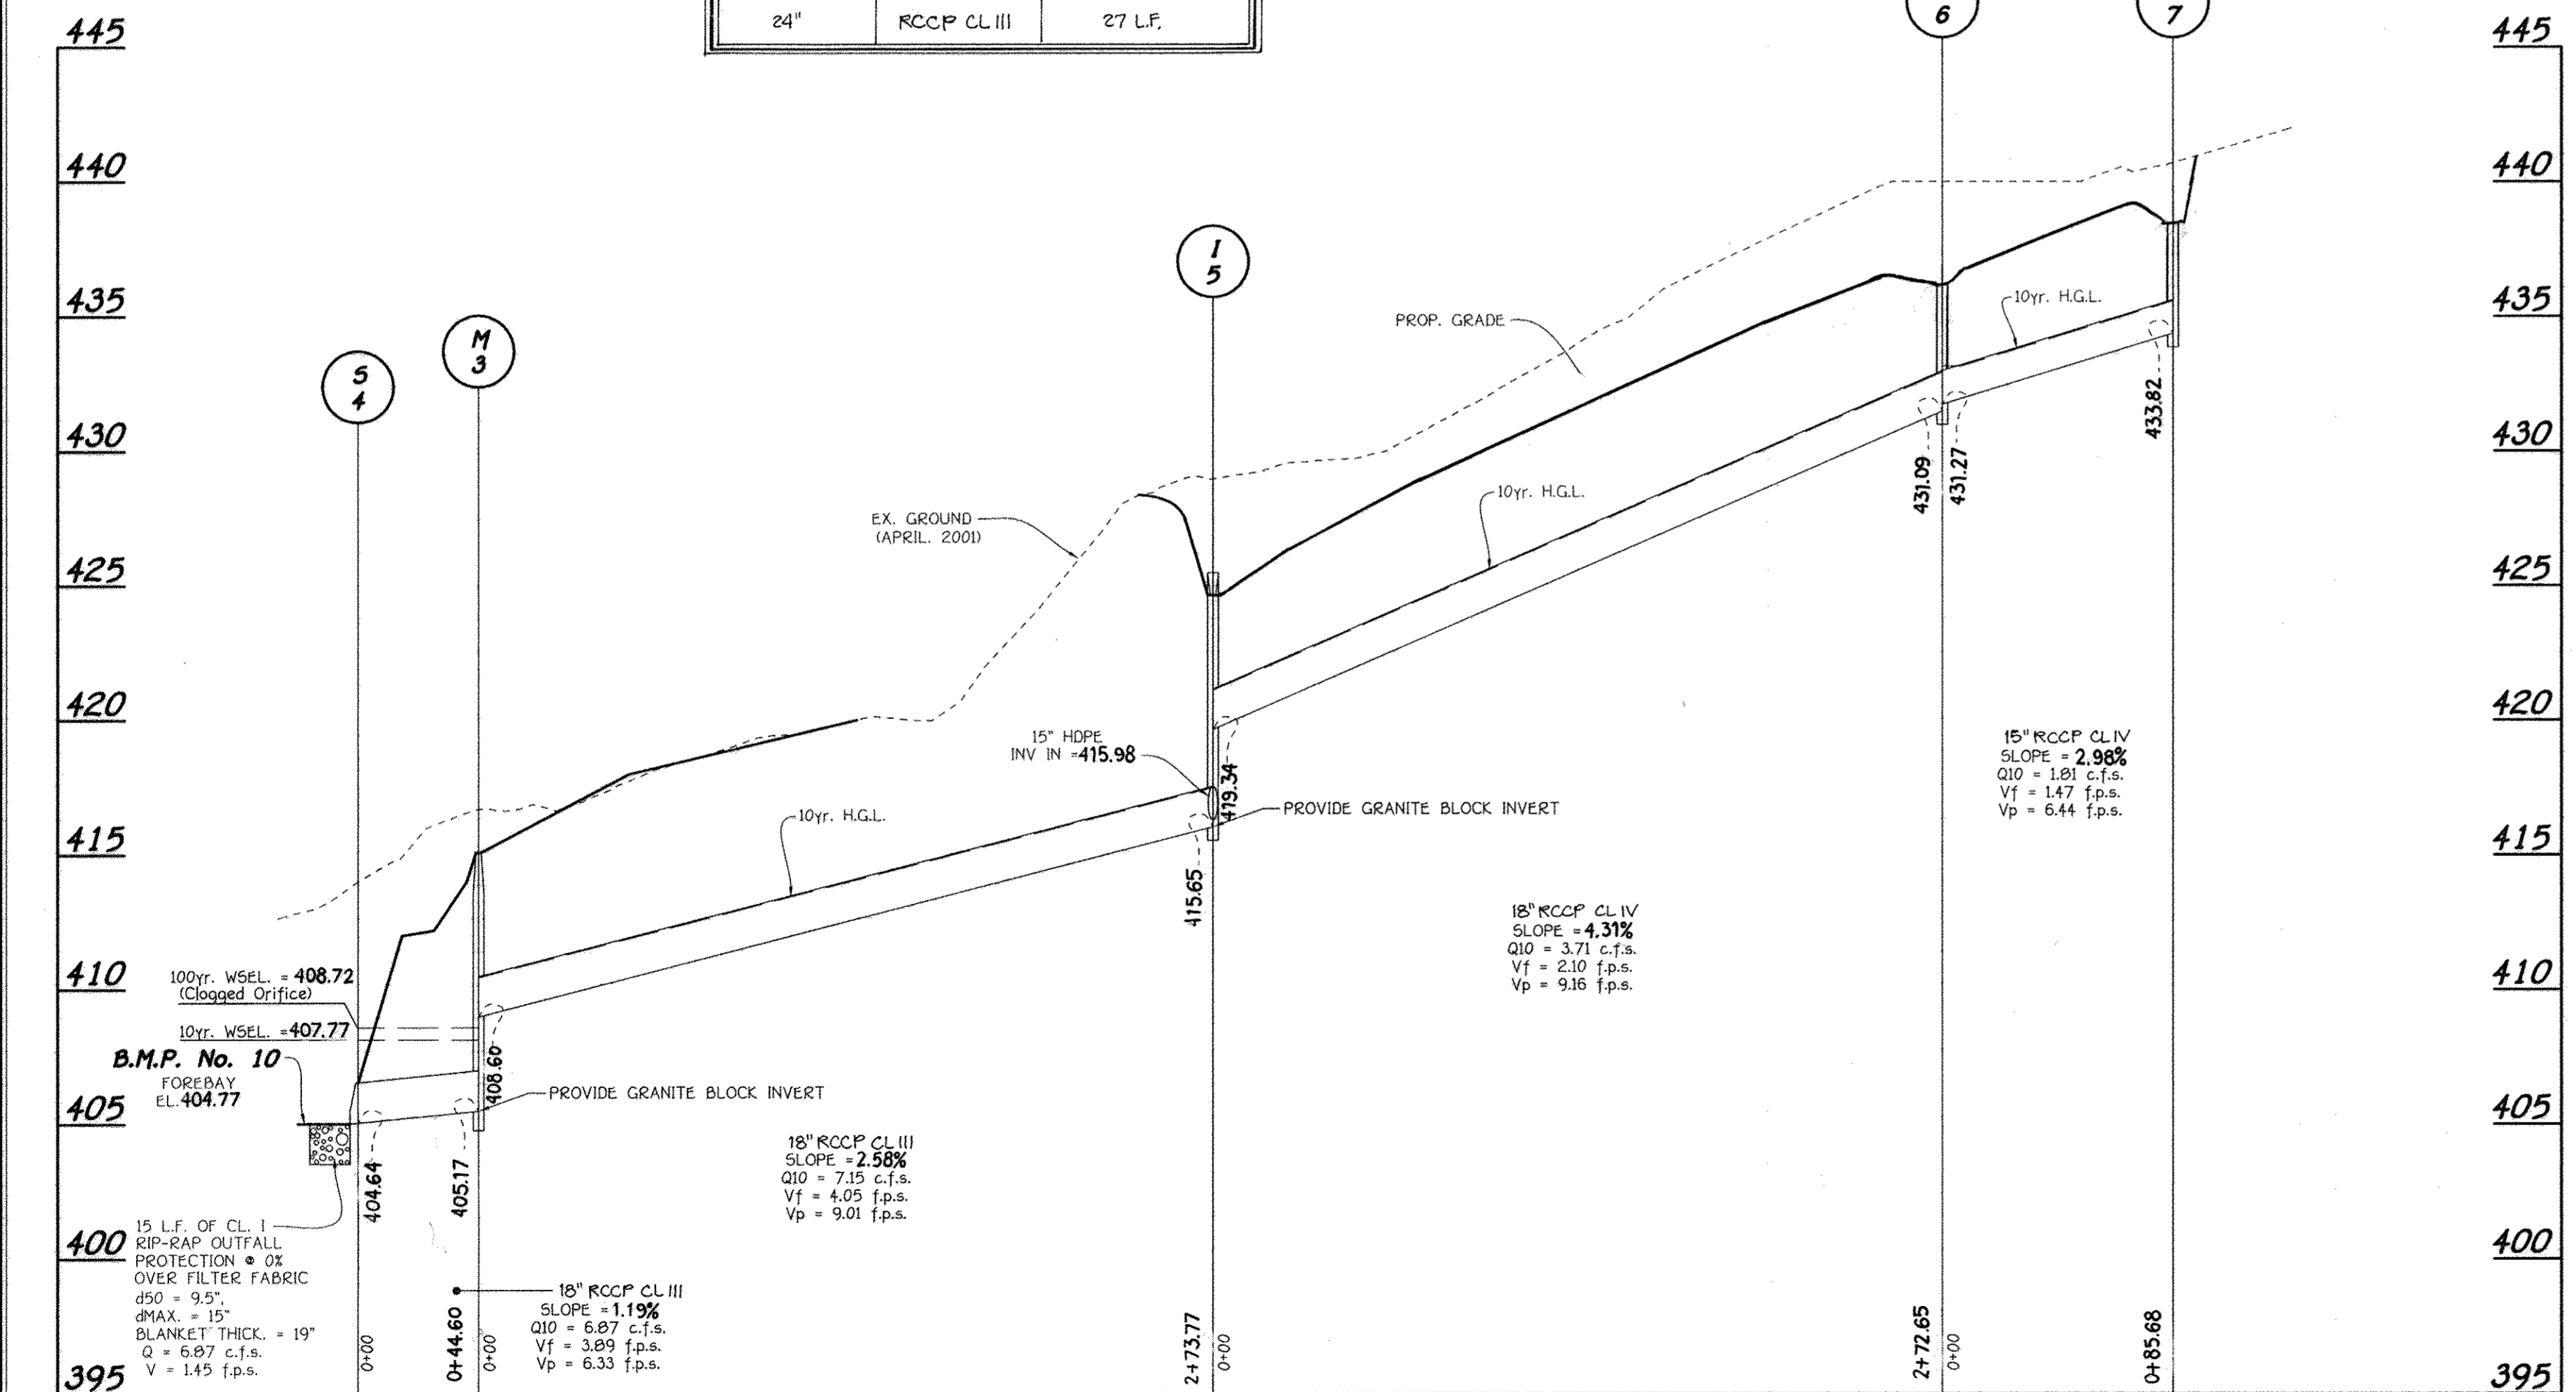 24" RCCP CL III 27 L.F.
6
7
445
445
440
440
I
5
435
435
10yr. H.G.L.
PROP. GRADE
M
3
S
4
433.82
430
430
431.09
431.27
10yr. H.G.L.
EX. GROUND
(APRIL. 2001)
425
425
420
420
15" HDPE
INV IN =415.98
419.34
15" RCCP CL IV
SLOPE = 2.98%
Q10 = 1.81 c.f.s.
Vf = 1.47 f.p.s.
Vp = 6.44 f.p.s.
PROVIDE GRANITE BLOCK INVERT
10yr. H.G.L.
415
415
415.65
18" RCCP CL IV
SLOPE =4.31%
Q10 = 3.71 c.f.s.
Vf = 2.10 f.p.s.
Vp = 9.16 f.p.s.
410
410
100yr. WSEL. = 408.72
(Clogged Orifice)
10yr. WSEL. =407.77
B.M.P. No. 10
FOREBAY
EL. 404.77
408.60
PROVIDE GRANITE BLOCK INVERT
405
405
404.64
405.17
18" RCCP CL III
SLOPE =2.58%
Q10 = 7.15 c.f.s.
Vf = 4.05 f.p.s.
Vp = 9.01 f.p.s.
400
400
15 L.F. OF CL. I
RIP-RAP OUTFALL
PROTECTION @ 0%
OVER FILTER FABRIC
d50 = 9.5",
dMAX. = 15"
BLANKET THICK. = 19"
Q = 6.87 c.f.s.
V = 1.45 f.p.s.
18" RCCP CL III
SLOPE =1.19%
Q10 = 6.87 c.f.s.
Vf = 3.89 f.p.s.
Vp = 6.33 f.p.s.
0+00
0+44.60
0+00
2+73.77
0+00
2+72.65
0+00
0+85.68
395
395